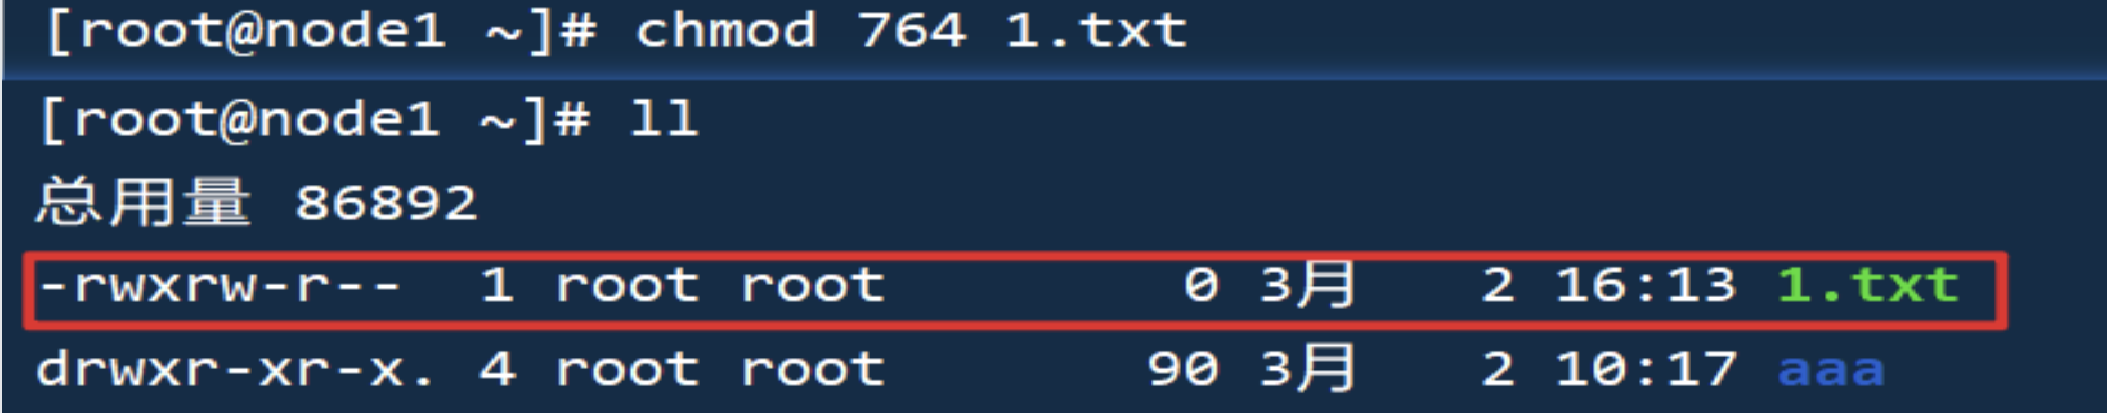 [root@node1 ~]# chmod 764 1.txt
[root@node1 ~]# ll
总用量 86892
-rwxrw-r-- 1 root root 0 3月 2 16:13 1.txt
drwxr-xr-x. 4 root root 90 3月 2 10:17 aaa